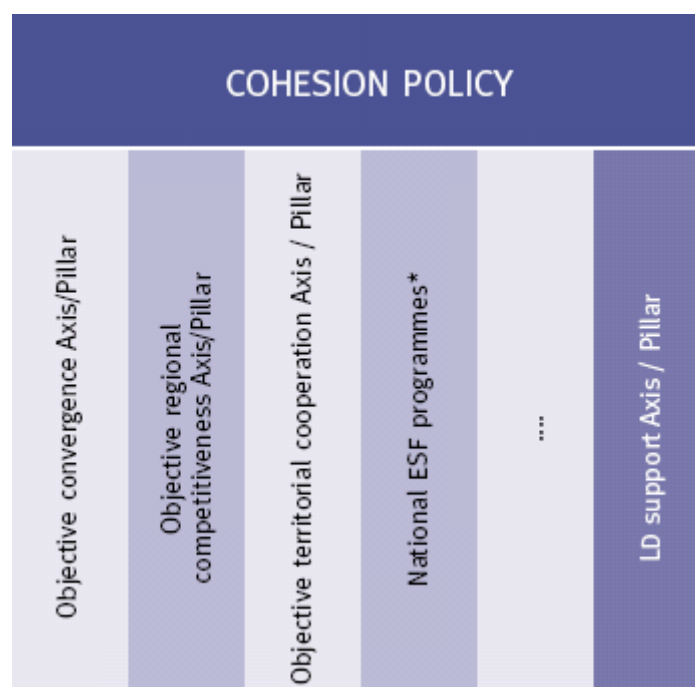 COHESION POLICY
Objective convergence Axis/Pillar
Objective regional
competitiveness Axis/Pillar
Objective territorial cooperation Axis / Pillar
National ESF programmes*
....
LD support Axis / Pillar